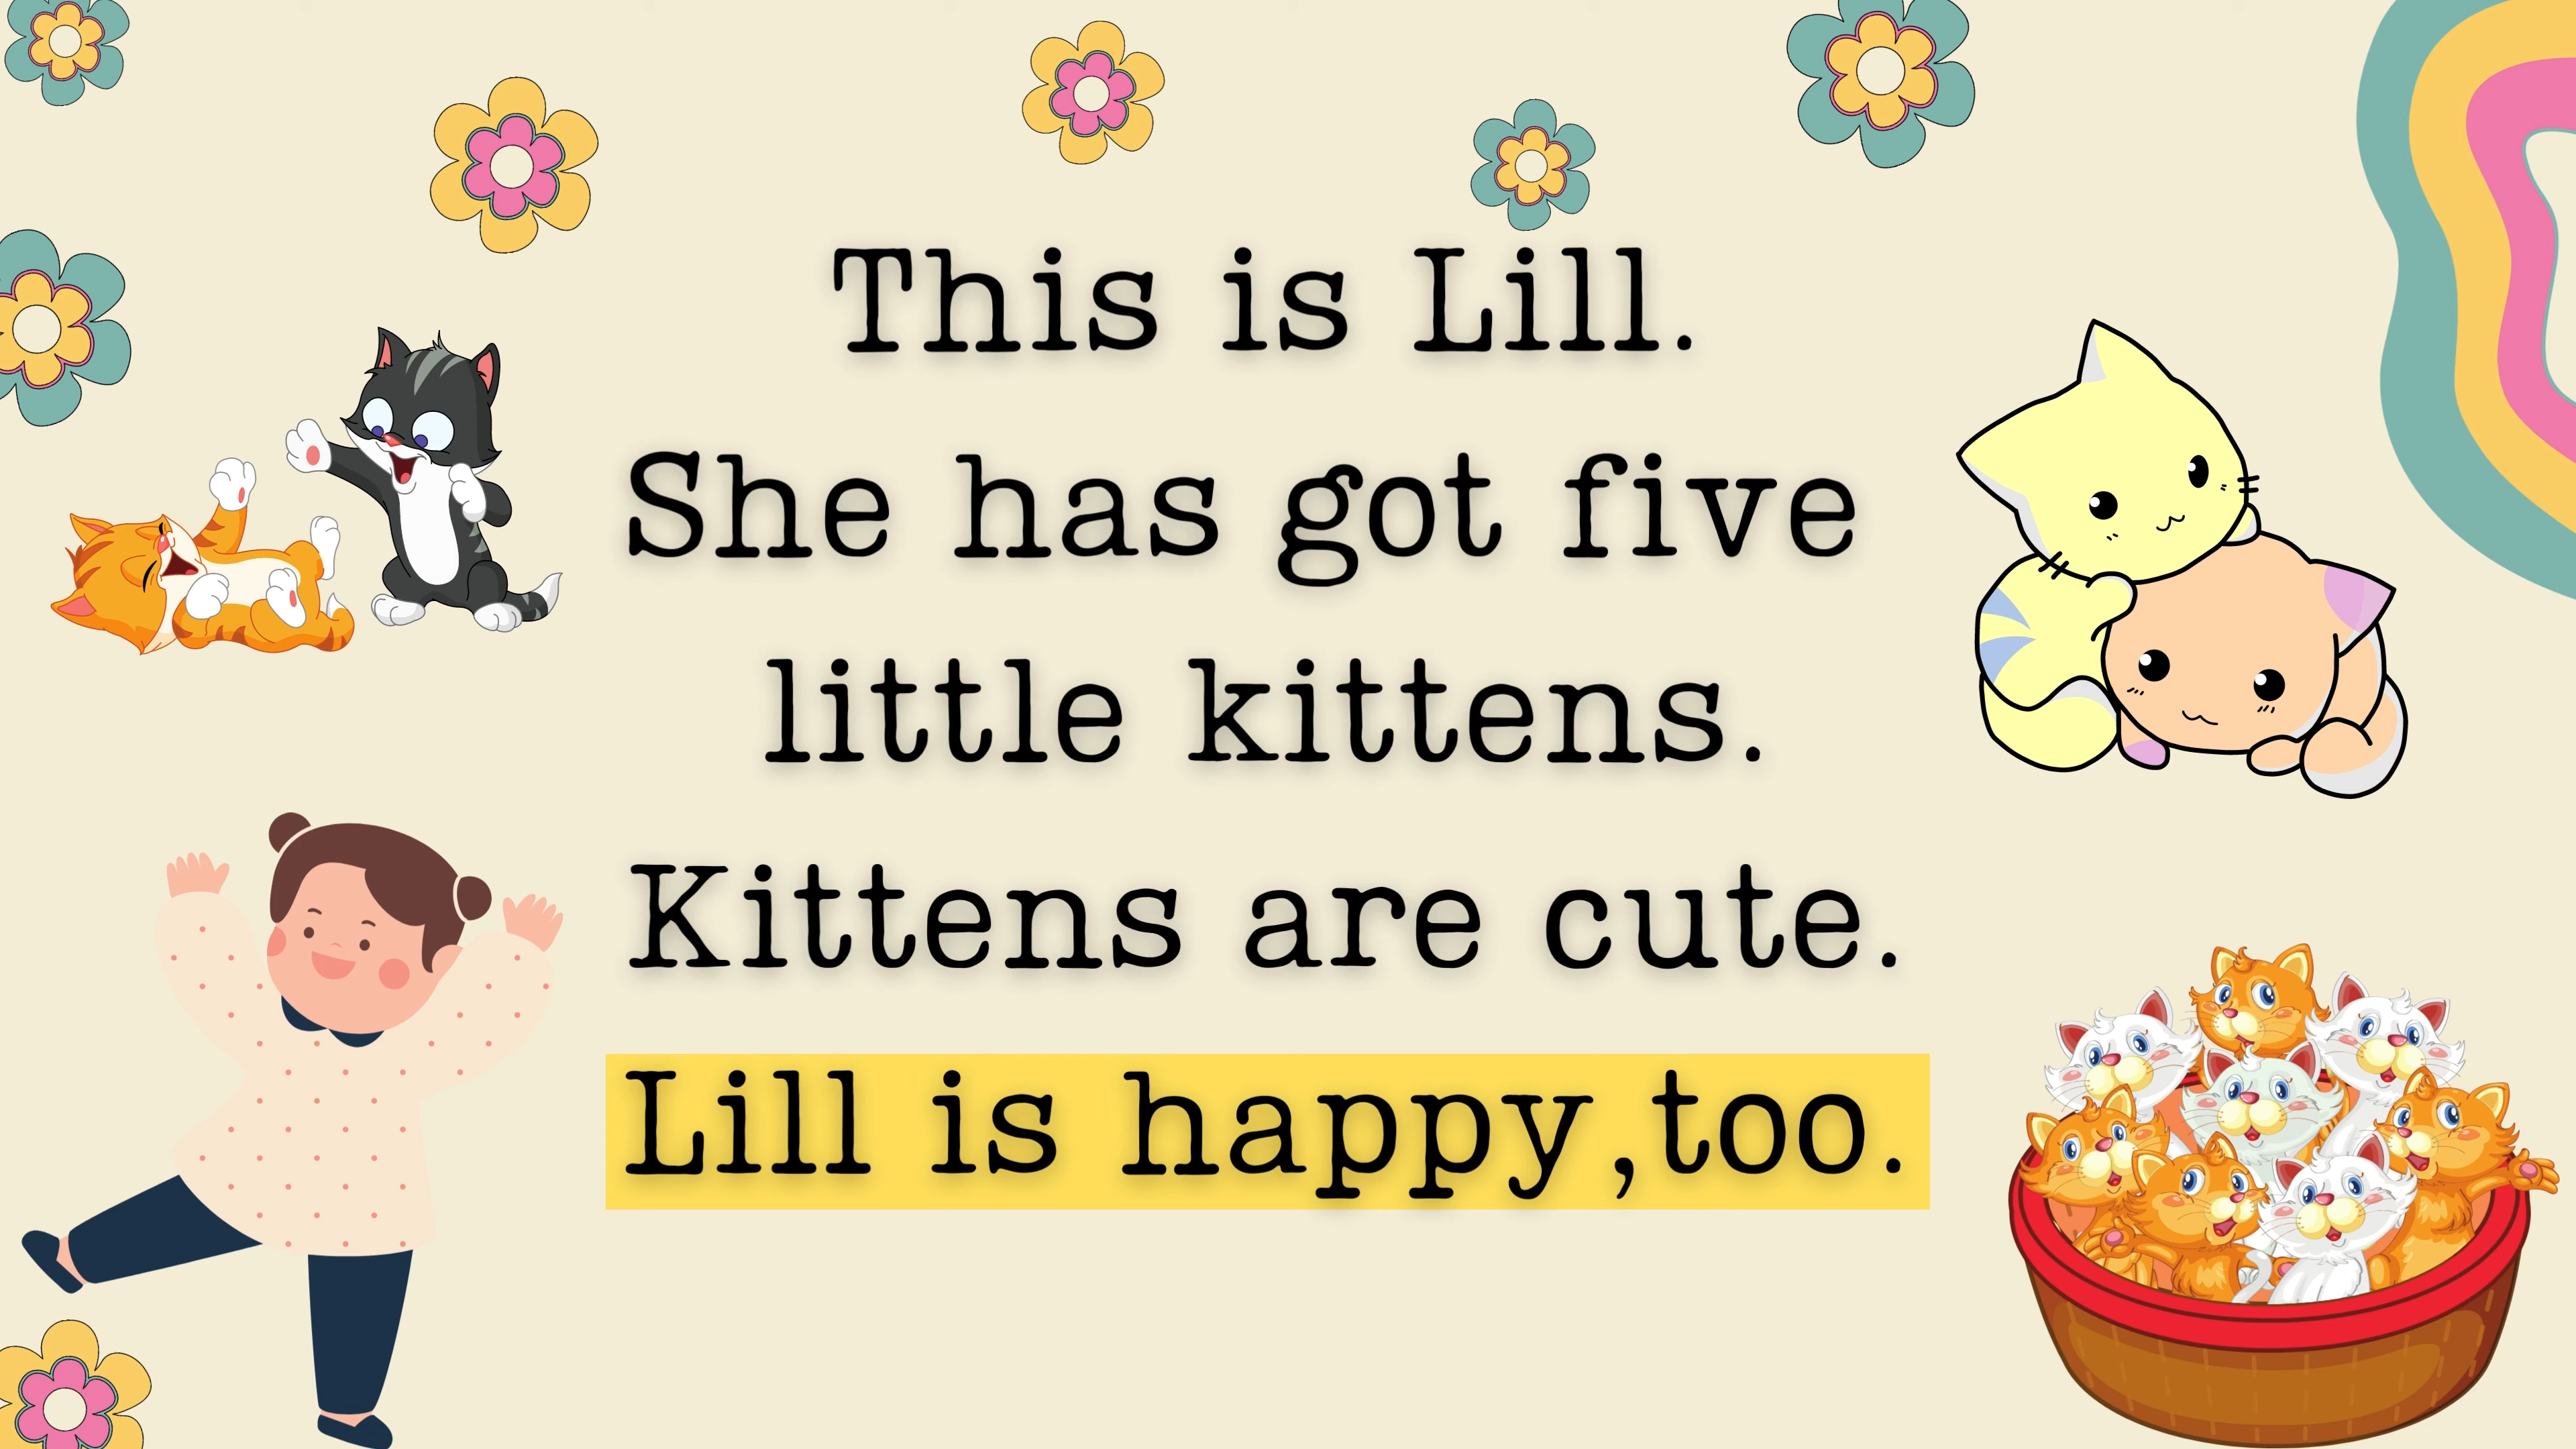 This is Lill.
She has got five
little kittens.
Kittens are cute.
Lill is happy,too.